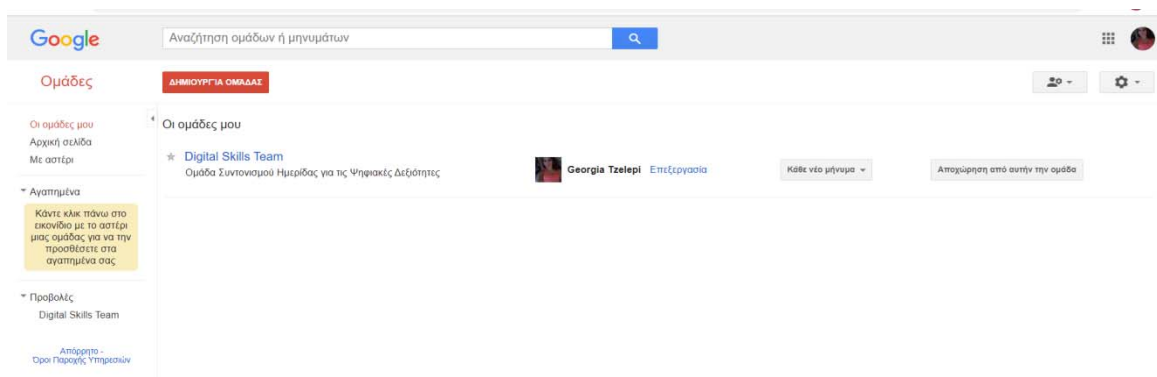 Google
Αναζήτηση ομάδων ή μηνυμάτων
Ομάδες
ΔΗΜΙΟΥΡΓΊΑ ΟΜΆΔΑΣ
Οι ομάδες μου
Αρχική σελίδα
Με αστέρι
Αγαπημένα
Κάντε κλικ πάνω στο
εικονίδιο με το αστέρι
μιας ομάδας για να την
προσθέσετε στα
αγαπημένα σας
Προβολές
Digital Skills Team
Απόρρητο -
Όροι Παροχής Υπηρεσιών
Οι ομάδες μου
Digital Skills Team
Ομάδα Συντονισμού Ημερίδας για τις Ψηφιακές Δεξιότητες
Georgia Tzelepi Επεξεργασία
Κάθε νέο μήνυμα
Αποχώρηση από αυτήν την ομάδα